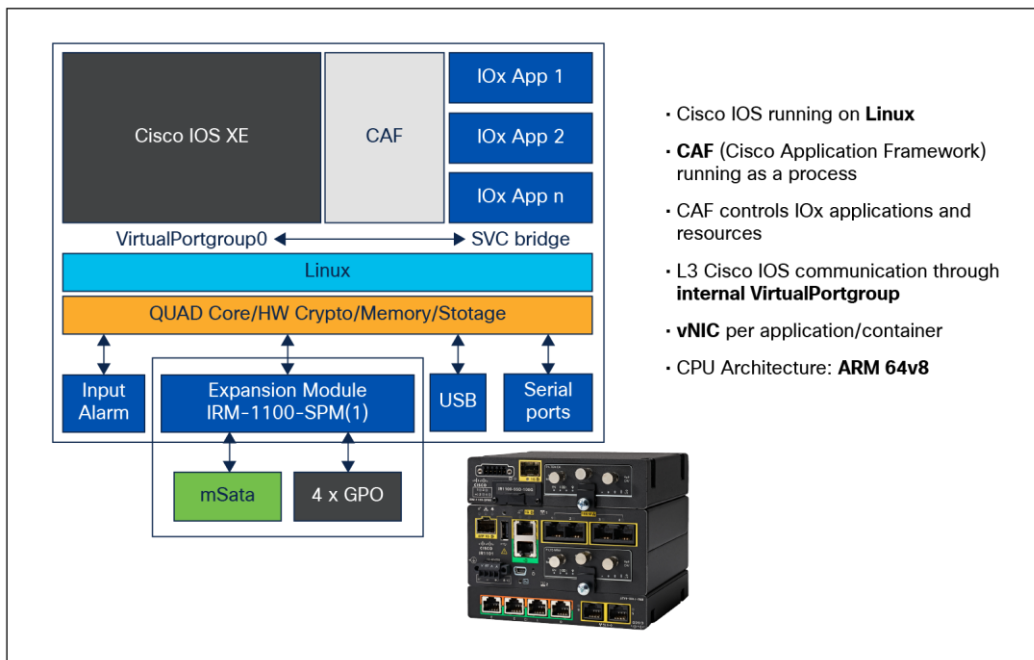 Cisco IOS XE
CAF
IOx App 1
IOx App 2
IOx App n
VirtualPortgroup0
SVC bridge
Linux
QUAD Core/HW Crypto/Memory/Stotage
Input
Alarm
Expansion Module
IRM-1100-SPM(1)
USB
Serial
ports
mSata
4 x GPO
· Cisco IOS running on Linux
· CAF (Cisco Application Framework)
running as a process
· CAF controls IOx applications and
resources
· L3 Cisco IOS communication through
internal VirtualPortgroup
· vNIC per application/container
· CPU Architecture: ARM 64v8